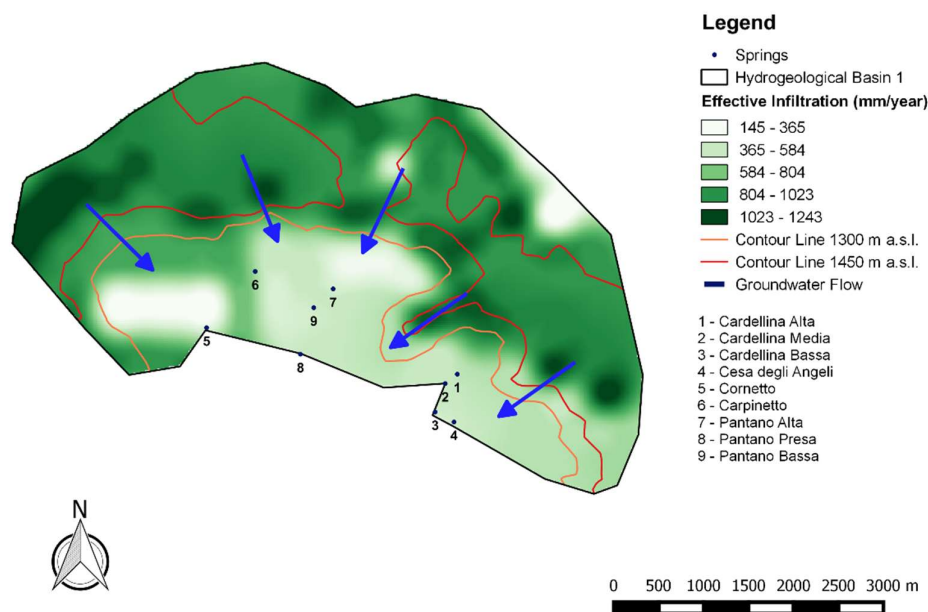 Legend
Springs
Hydrogeological Basin 1
Effective Infiltration (mm/year)
145 - 365
365 - 584
584 - 804
804 - 1023
1023 - 1243
Contour Line 1300 m a.s.l.
Contour Line 1450 m a.s.l.
Groundwater Flow
1 - Cardellina Alta
2 - Cardellina Media
3 - Cardellina Bassa
4 - Cesa degli Angeli
5 - Cornetto
6 - Carpinetto
7 - Pantano Alta
8 - Pantano Presa
9 - Pantano Bassa
6
7
9
5
8
1
2
3
4
N
0 500 1000 1500 2000 2500 3000 m